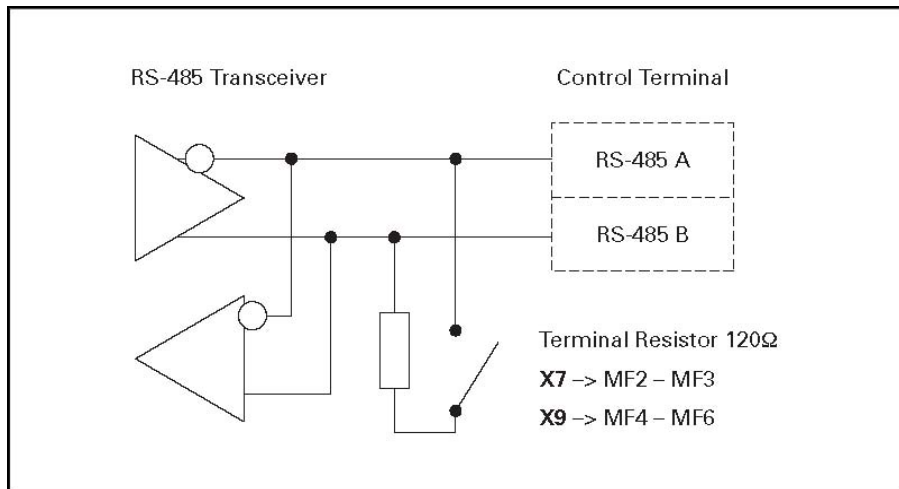 RS-485 Transceiver
Control Terminal
RS-485 A
RS-485 B
Terminal Resistor 120Ω
X7 –> MF2 – MF3
X9 –> MF4 – MF6